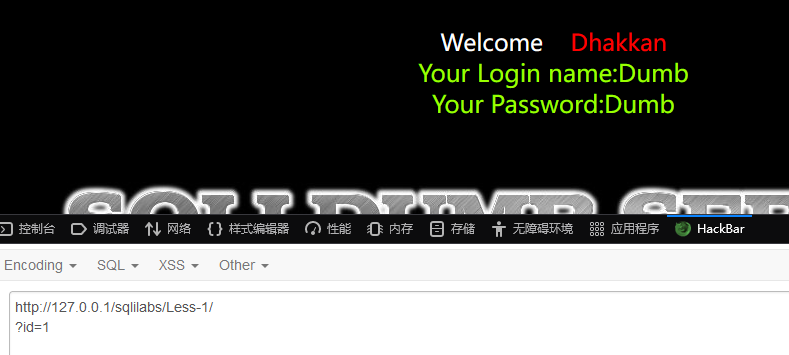 Welcome Dhakkan
Your Login name:Dumb
Your Password:Dumb
SQLI DUMB SER
控制台 调试器 网络 样式编辑器 性能 内存 存储 无障碍环境 应用程序 HackBar
Encoding SQL XSS Other
http://127.0.0.1/sqlilabs/Less-1/
?id=1